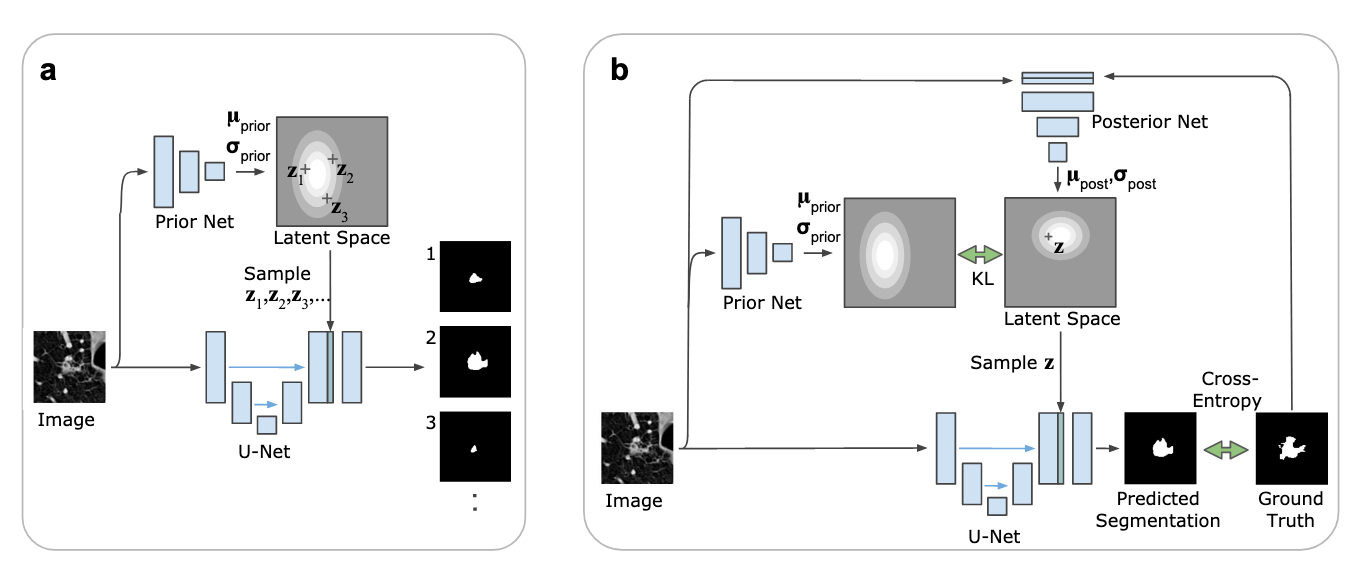 a
μprior
σprior
z1
z2
z3
Prior Net
Latent Space
Sample
z1,z2,z3,...
1
2
3
Image
U-Net
:
b
Posterior Net
μpost,σpost
μprior
σprior
z
KL
Prior Net
Latent Space
Sample z
Cross-
Entropy
Image
U-Net
Predicted
Segmentation
Ground
Truth